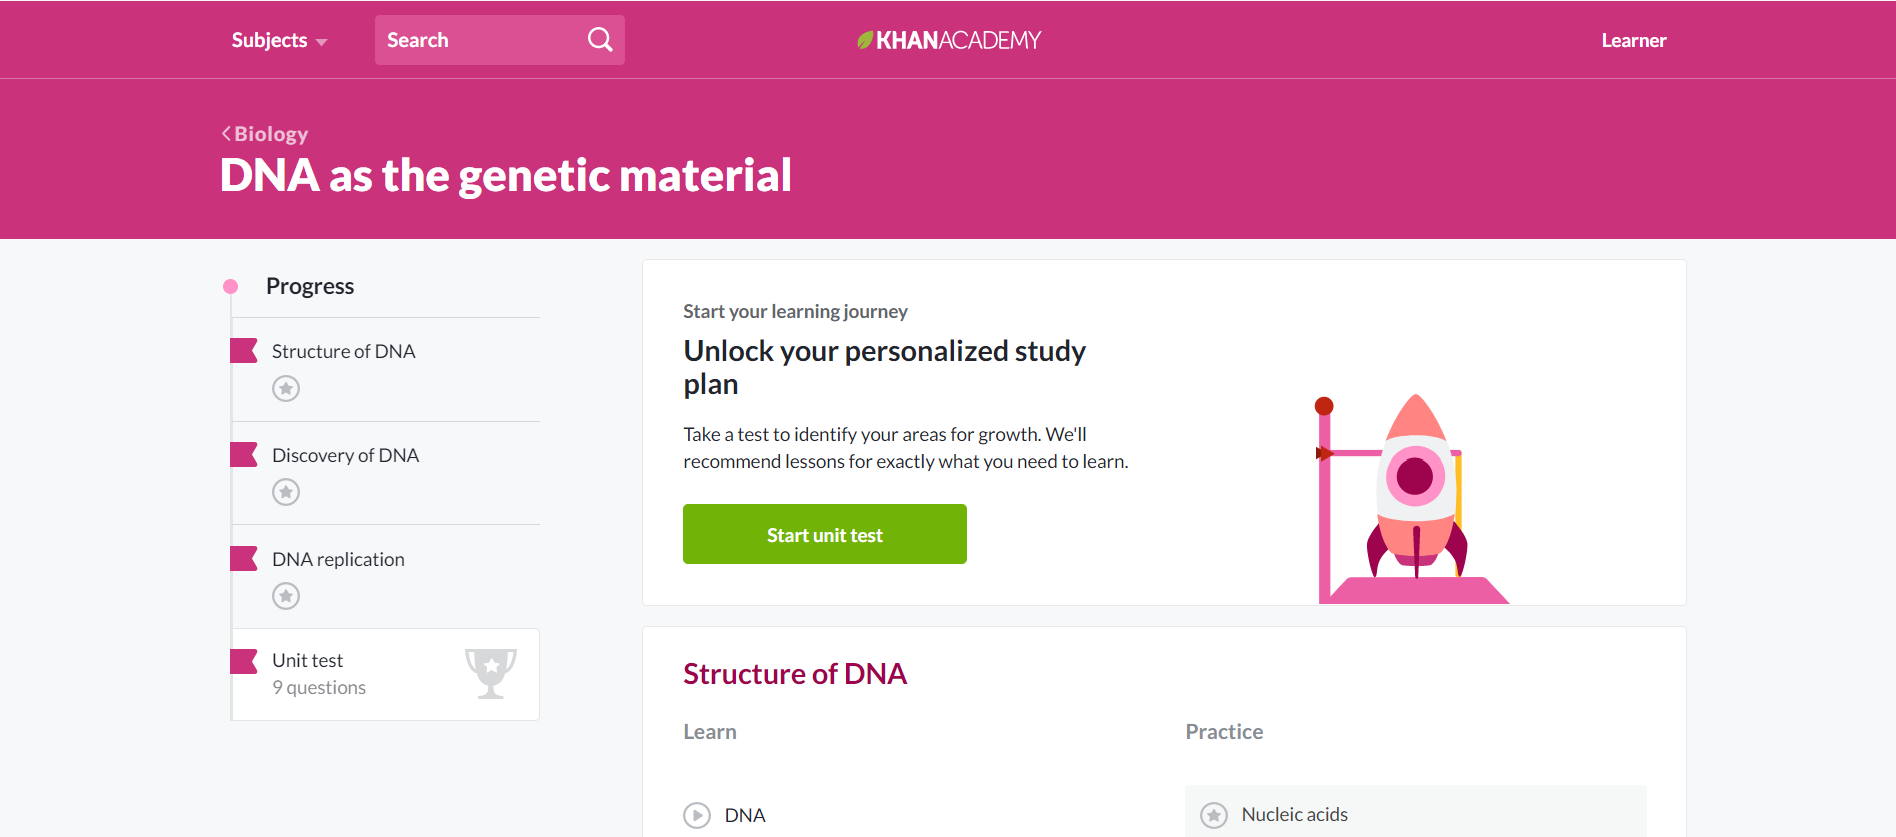 Subjects
Search
KHANACADEMY
Learner
Biology
DNA as the genetic material
Progress
Structure of DNA
Discovery of DNA
DNA replication
Unit test
9 questions
Start your learning journey
Unlock your personalized study
plan
Take a test to identify your areas for growth. We'll
recommend lessons for exactly what you need to learn.
Start unit test
Structure of DNA
Learn
Practice
DNA
Nucleic acids